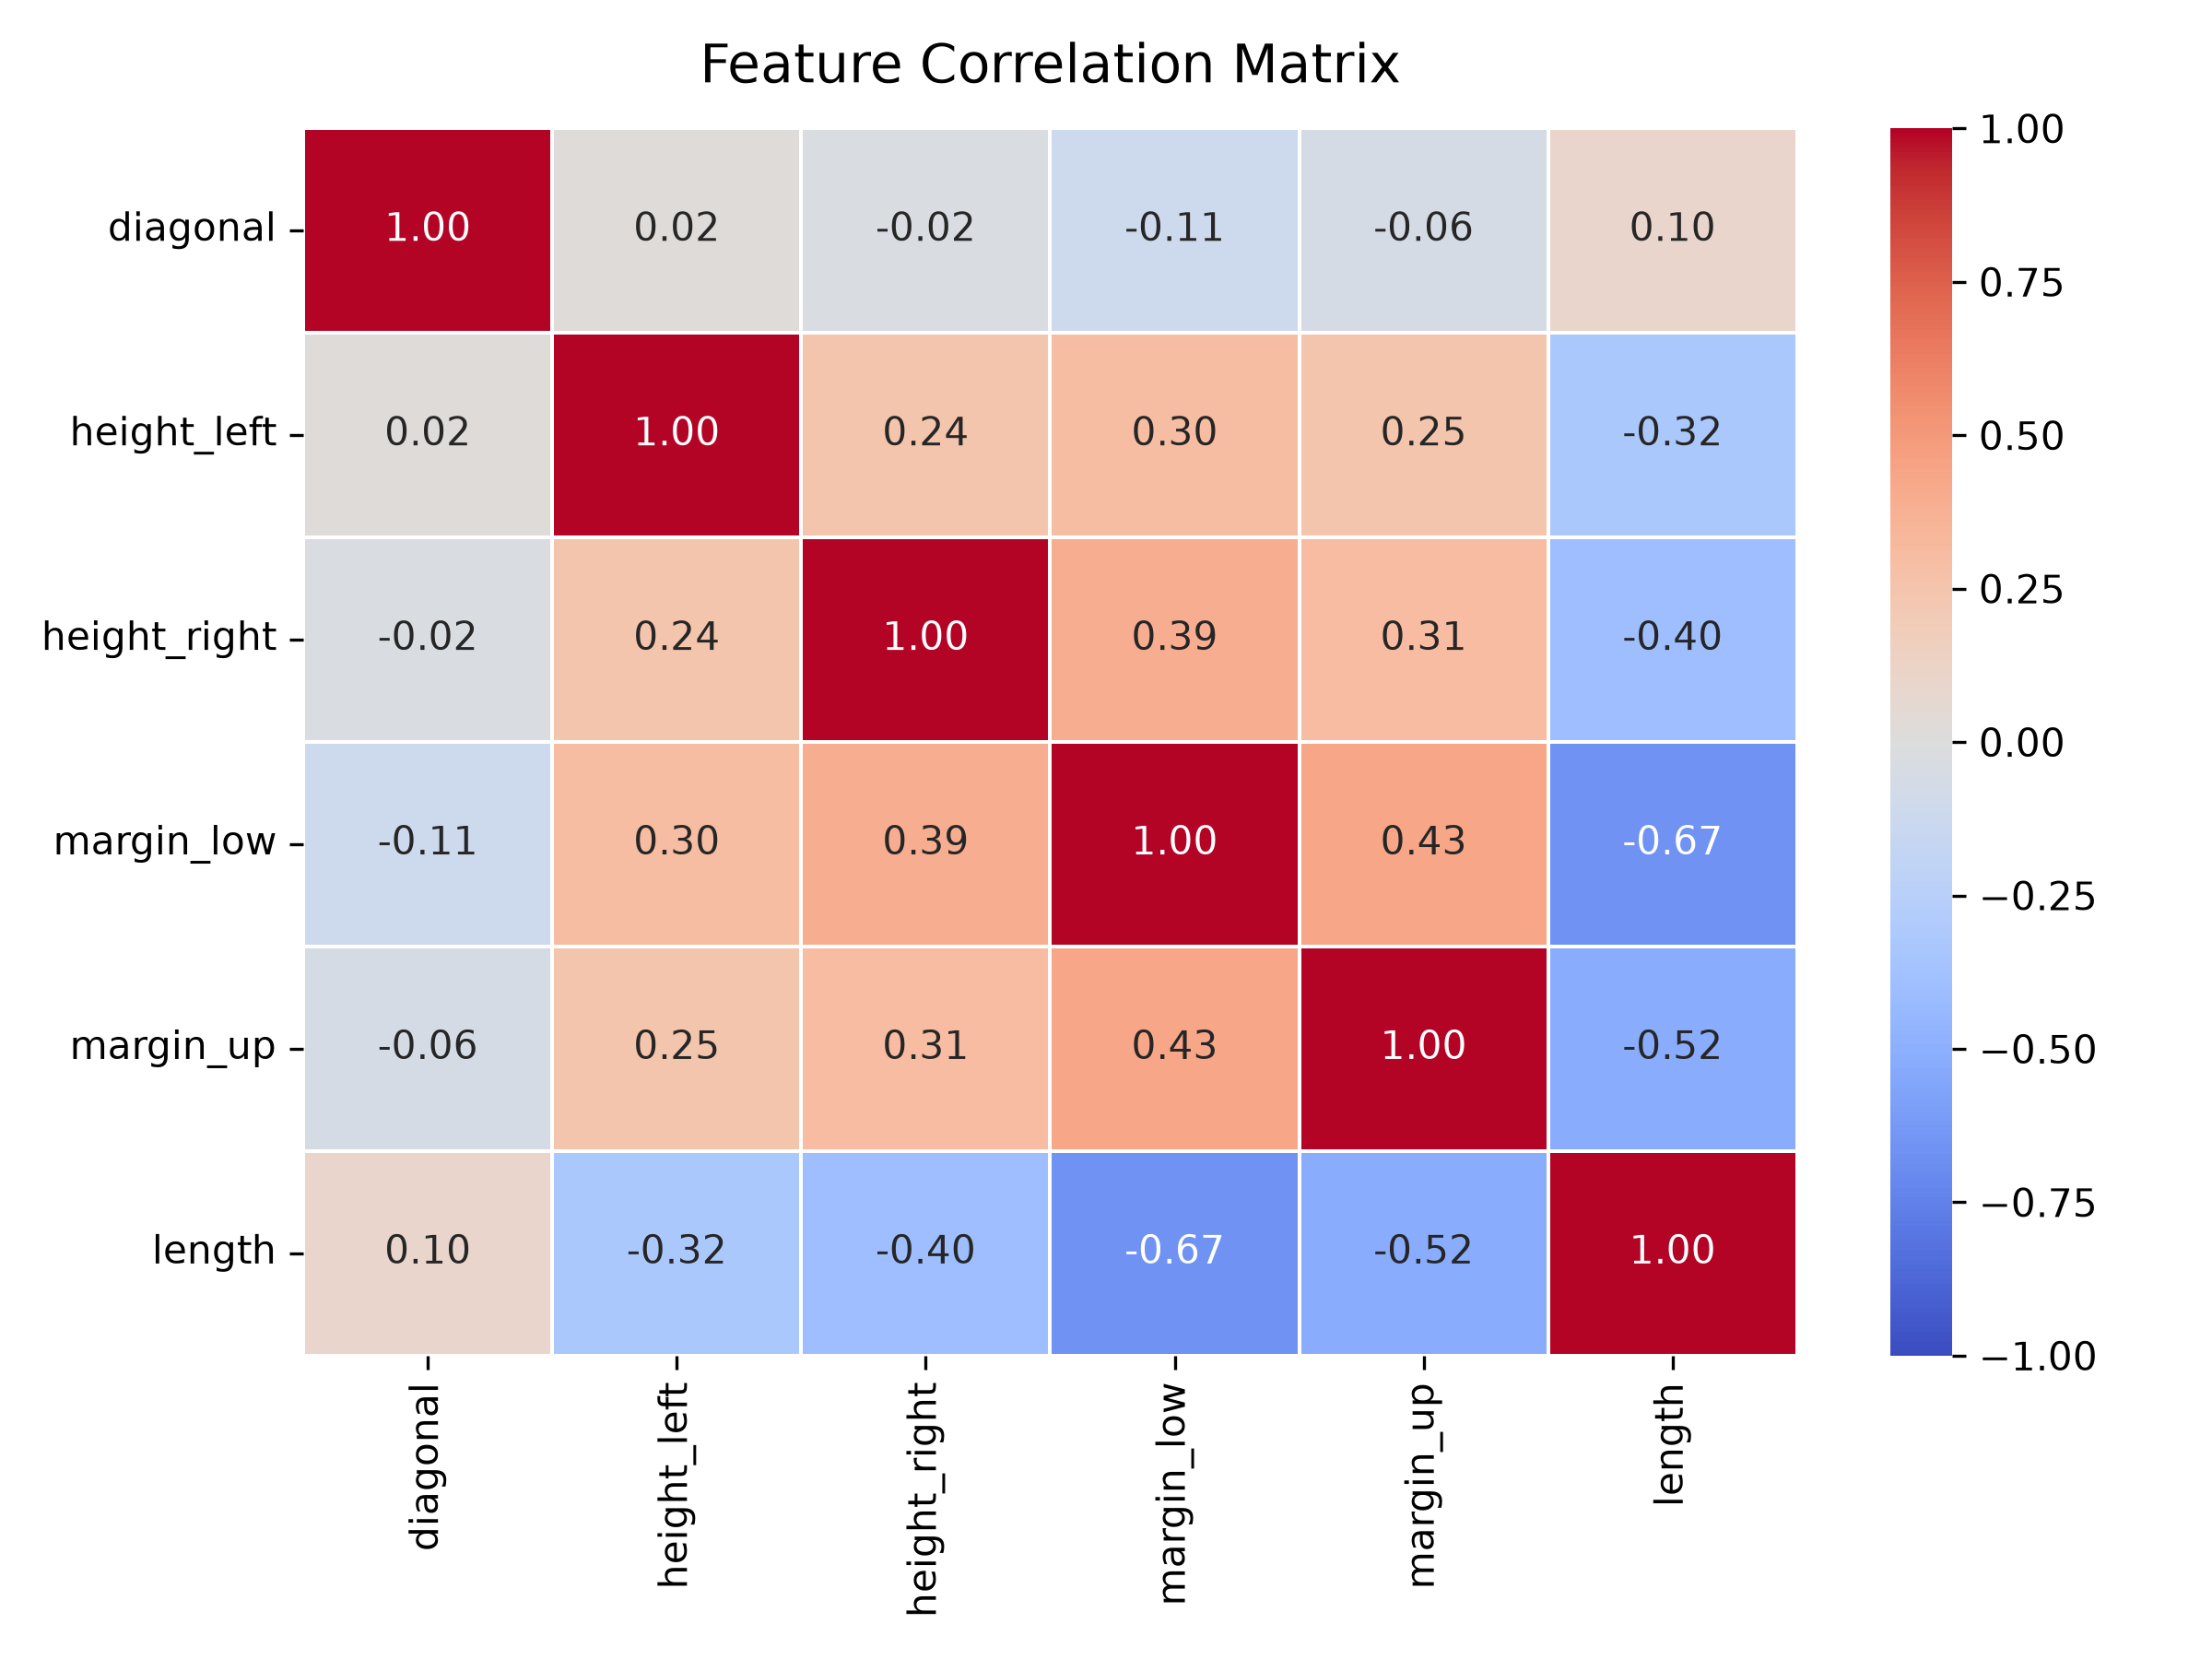 Feature Correlation Matrix
diagonal 1.00 0.02 -0.02 -0.11 -0.06 0.10
height_left 0.02 1.00 0.24 0.30 0.25 -0.32
height_right -0.02 0.24 1.00 0.39 0.31 -0.40
margin_low -0.11 0.30 0.39 1.00 0.43 -0.67
margin_up -0.06 0.25 0.31 0.43 1.00 -0.52
length 0.10 -0.32 -0.40 -0.67 -0.52 1.00
diagonal height_left height_right margin_low margin_up length
1.00
0.75
0.50
0.25
0.00
−0.25
−0.50
−0.75
−1.00